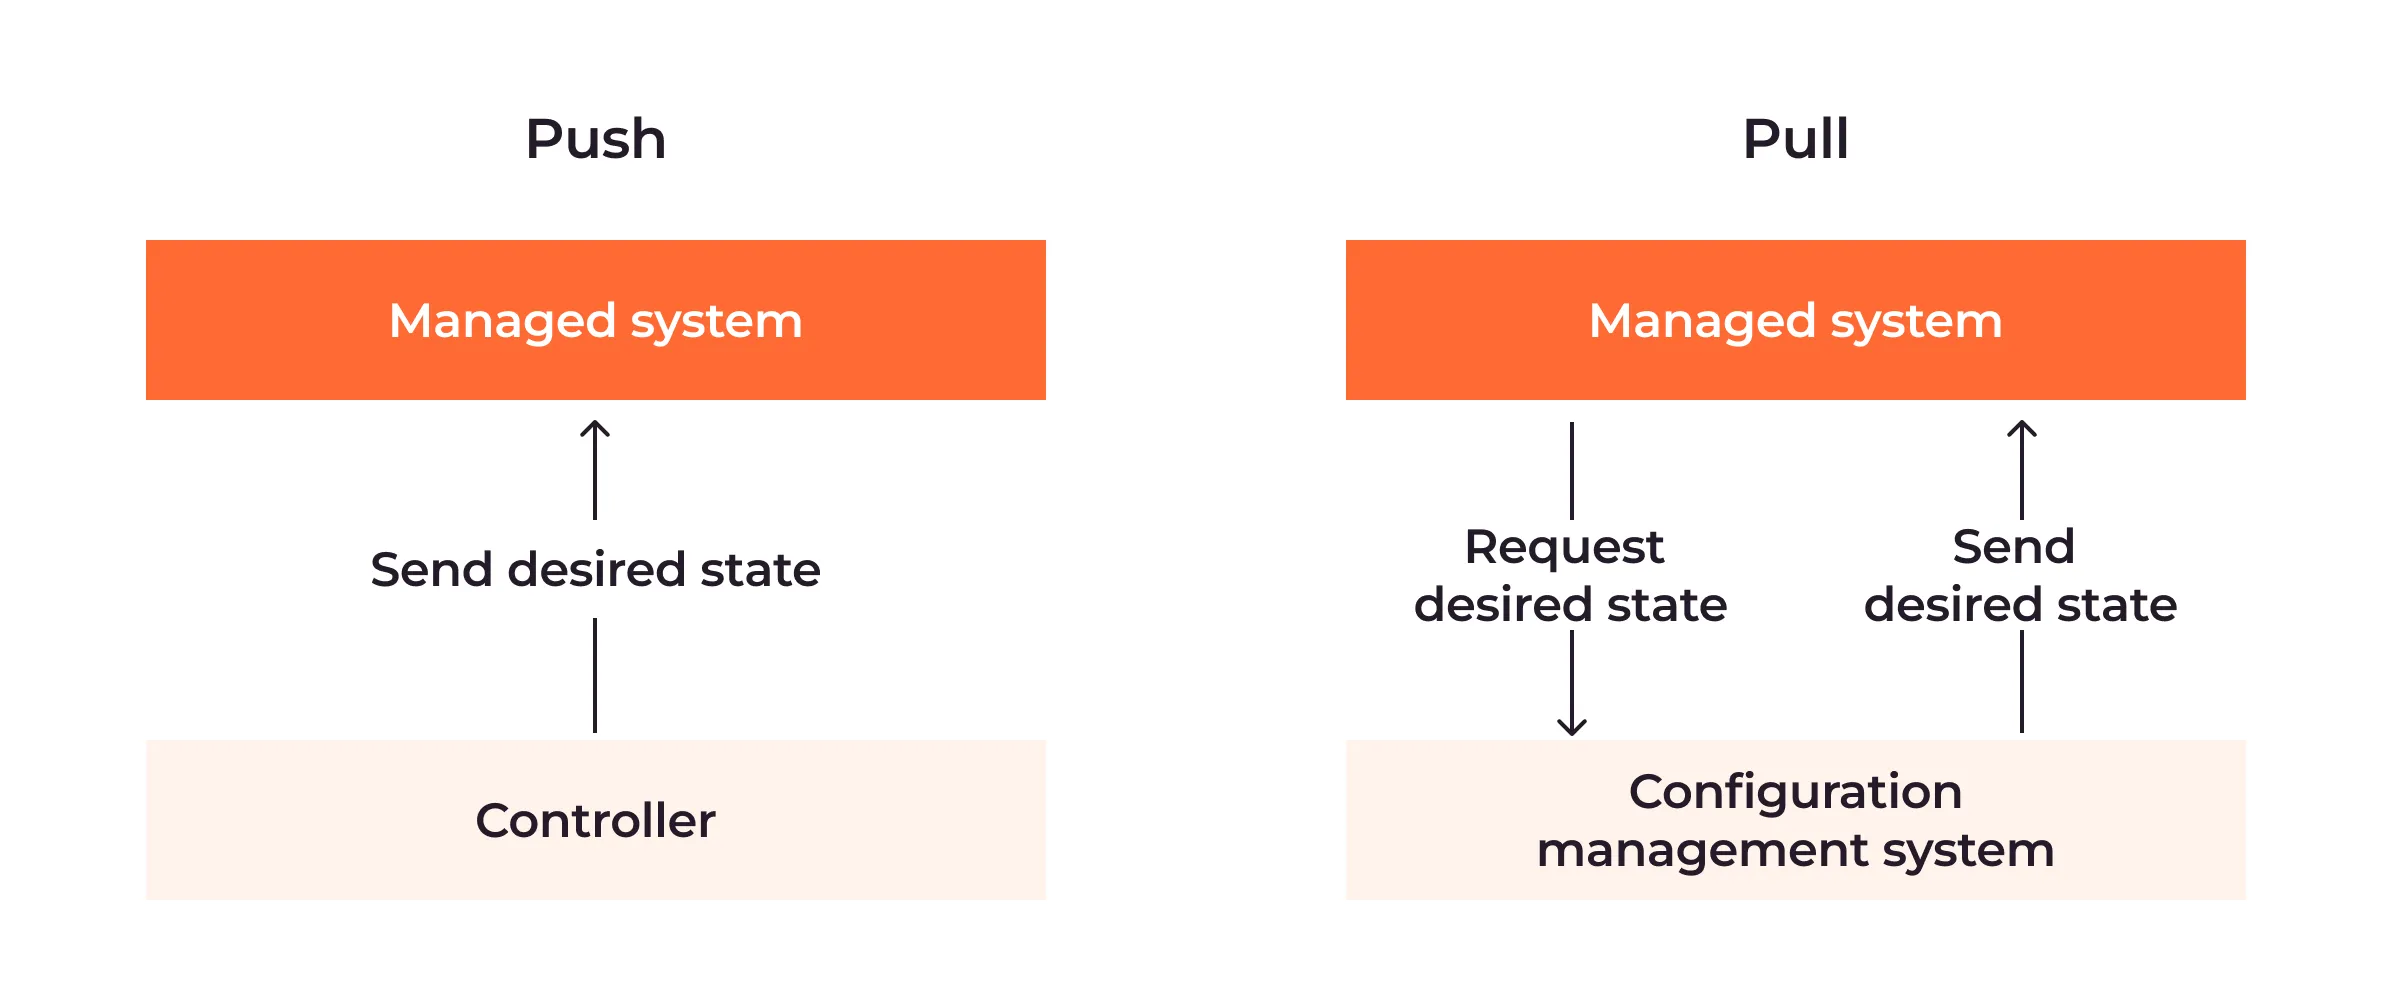 Push
Managed system
Send desired state
Controller
Pull
Managed system
Request
desired state
Send
desired state
Configuration
management system